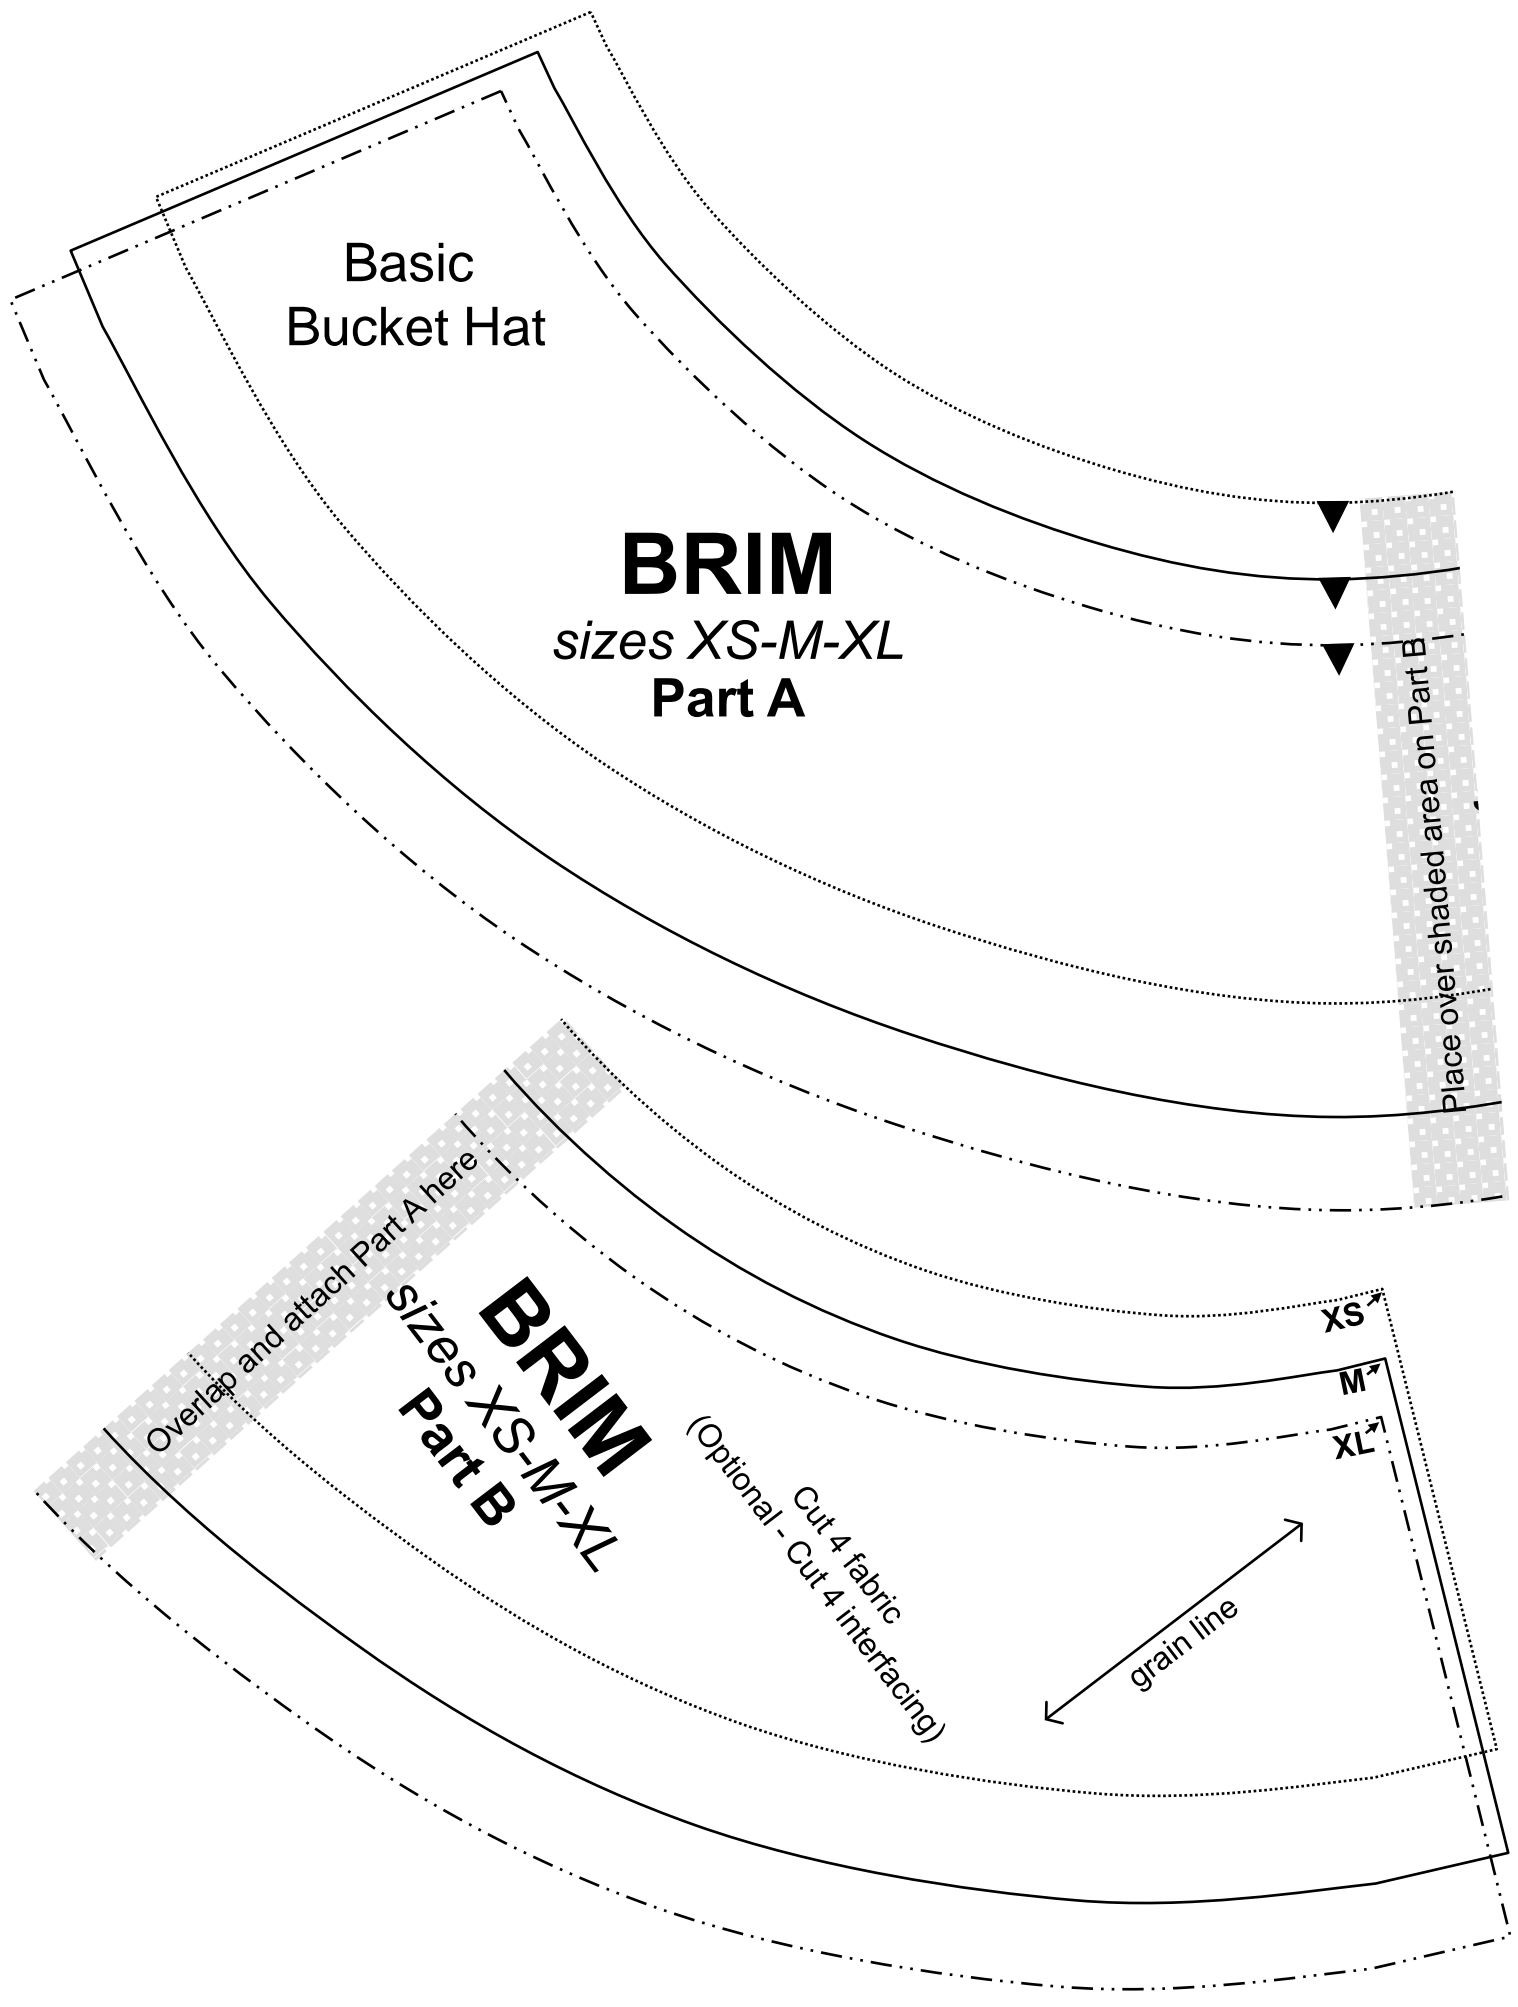 Basic
Bucket Hat
BRIM
sizes XS-M-XL
Part A
Place over shaded area on Part B
Overlap and attach Part A here
BRIM
sizes XS-M-XL
Part B
Cut 4 fabric
(Optional - Cut 4 interfacing)
grain line
XS
M
XL